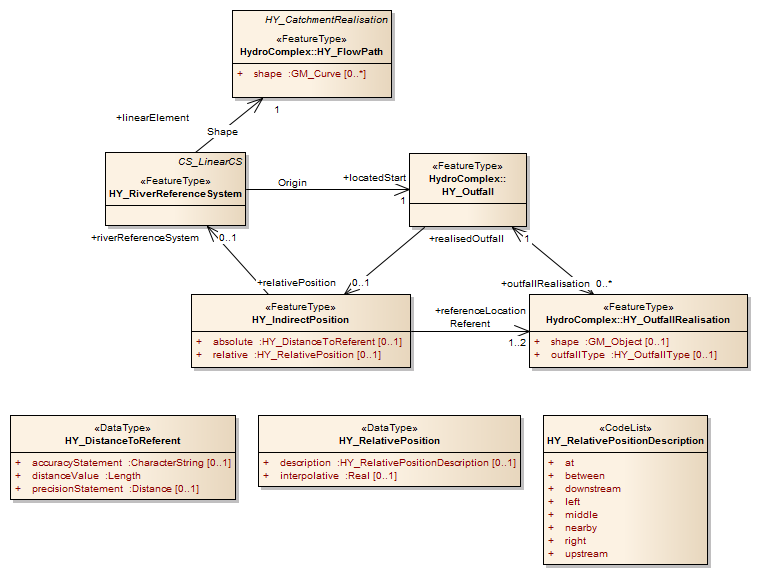 HY_CatchmentRealisation
«FeatureType»
HydroComplex::HY_FlowPath
+ shape :GM_Curve [0..*]
+linearElement
1
Shape
CS_LinearCS
«FeatureType»
HY_RiverReferenceSystem
Origin
+locatedStart
1
«FeatureType»
HydroComplex::
HY_Outfall
+riverReferenceSystem
0..1
+realisedOutfall
1
+relativePosition
0..1
+outfallRealisation 0..*
«FeatureType»
HY_IndirectPosition
+ absolute :HY_DistanceToReferent [0..1]
+ relative :HY_RelativePosition [0..1]
+referenceLocation
Referent
1..2
«FeatureType»
HydroComplex::HY_OutfallRealisation
+ shape :GM_Object [0..1]
+ outfallType :HY_OutfallType [0..1]
«DataType»
HY_DistanceToReferent
+ accuracyStatement :CharacterString [0..1]
+ distanceValue :Length
+ precisionStatement :Distance [0..1]
«DataType»
HY_RelativePosition
+ description :HY_RelativePositionDescription [0..1]
+ interpolative :Real [0..1]
«CodeList»
HY_RelativePositionDescription
+ at
+ between
+ downstream
+ left
+ middle
+ nearby
+ right
+ upstream